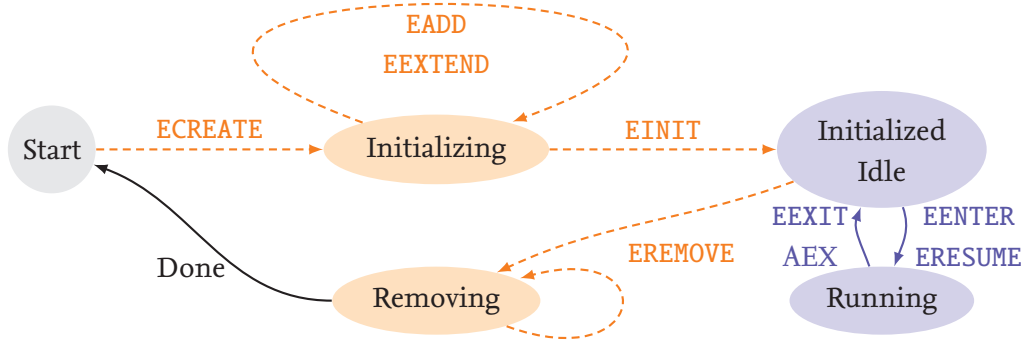 EADD
EEXTEND
ECREATE
EINIT
Start
Initializing
Initialized
Idle
EEXIT
EENTER
AEX
ERESUME
EREMOVE
Done
Removing
Running